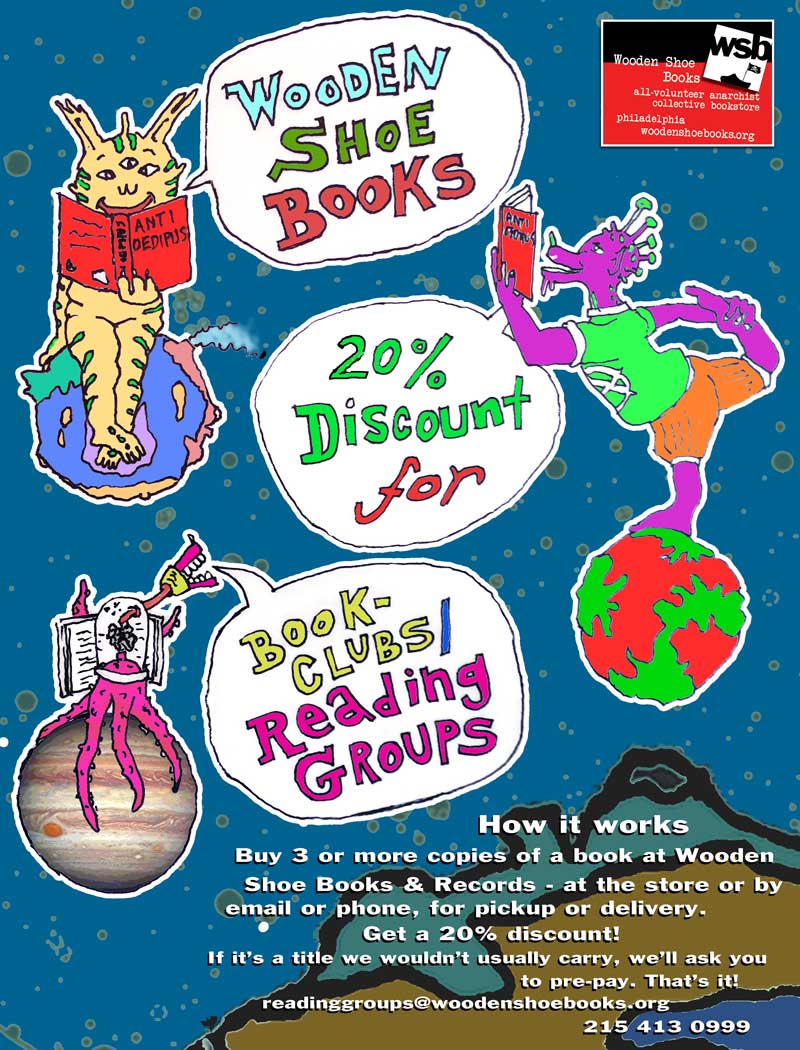 WOODEN
SHOE
BOOKS
wsb
Wooden Shoe
Books
all-volunteer anarchist
collective bookstore
philadelphia
woodenshoebooks.org
ANTI
OEDIPUS
ANTI
20%
Discount
for
BOOK-
CLUBS/
Reading
GROUPS
How it works
Buy 3 or more copies of a book at Wooden
Shoe Books & Records - at the store or by
email or phone, for pickup or delivery.
Get a 20% discount!
If it's a title we wouldn't usually carry, we'll ask you
to pre-pay. That's it!
readinggroups@woodenshoebooks.org
215 413 0999